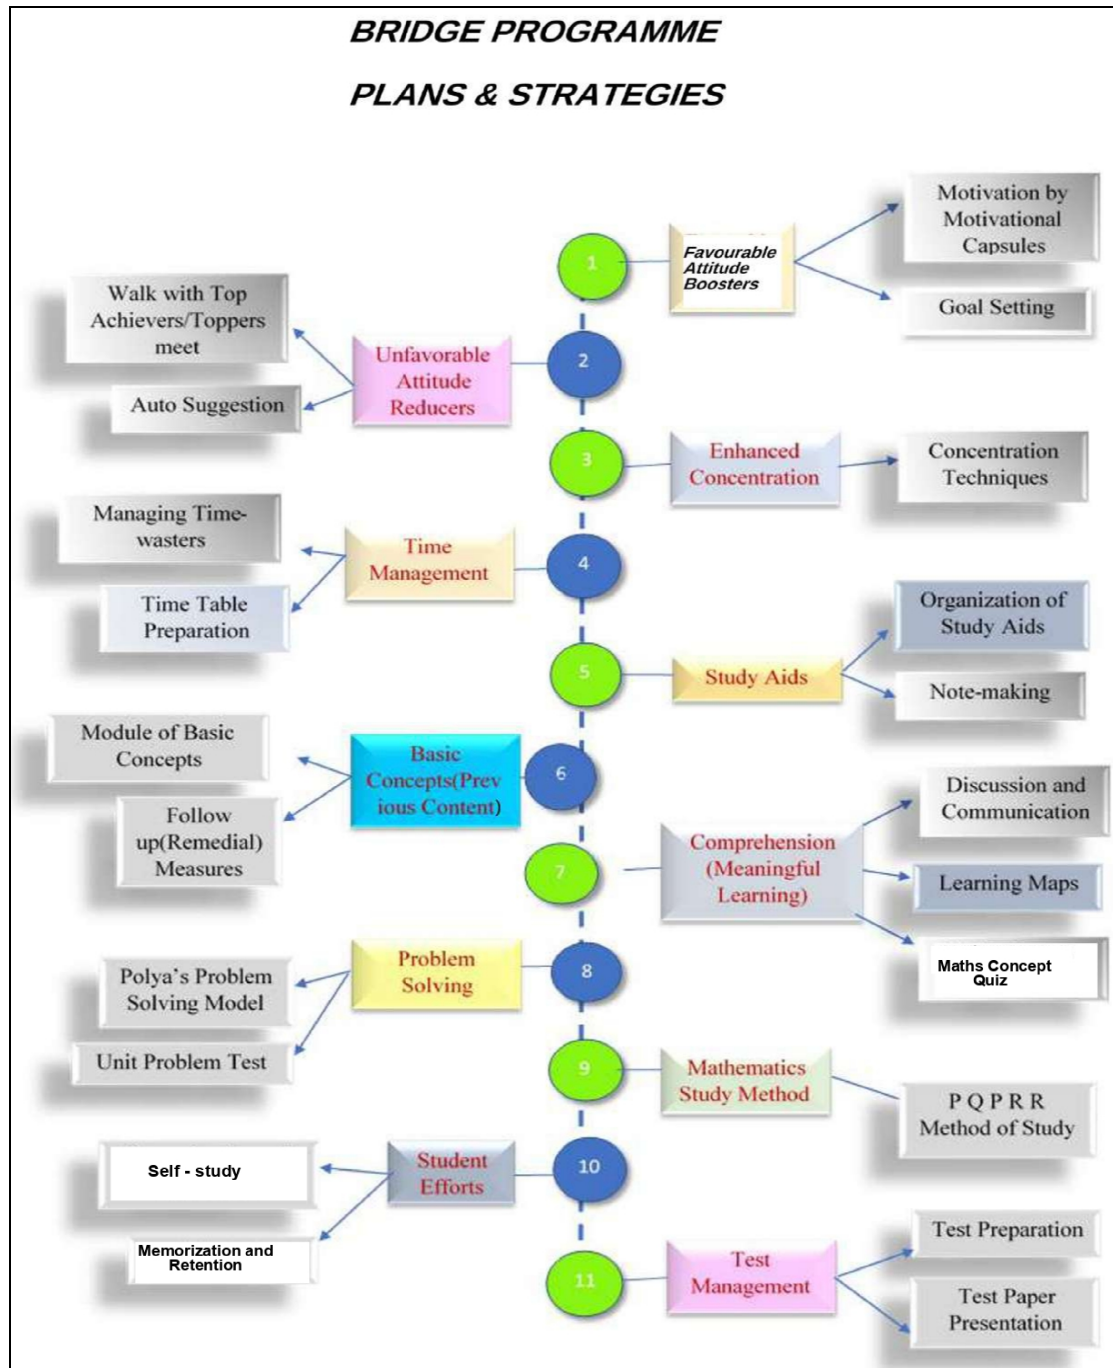 BRIDGE PROGRAMME
PLANS & STRATEGIES
1
Favourable
Attitude
Boosters
Motivation by
Motivational
Capsules
Goal Setting
2
Unfavorable
Attitude
Reducers
Walk with Top
Achievers/Toppers
meet
Auto Suggestion
3
Enhanced
Concentration
Concentration
Techniques
4
Time
Management
Managing Time-
wasters
Time Table
Preparation
5
Study Aids
Organization of
Study Aids
Note-making
6
Basic
Concepts(Prev
ious Content)
Module of Basic
Concepts
Follow
up(Remedial)
Measures
7
Comprehension
(Meaningful
Learning)
Discussion and
Communication
Learning Maps
Maths Concept
Quiz
8
Problem
Solving
Polya's Problem
Solving Model
Unit Problem Test
9
Mathematics
Study Method
P Q P R R
Method of Study
10
Student
Efforts
Self - study
Memorization and
Retention
11
Test
Management
Test Preparation
Test Paper
Presentation